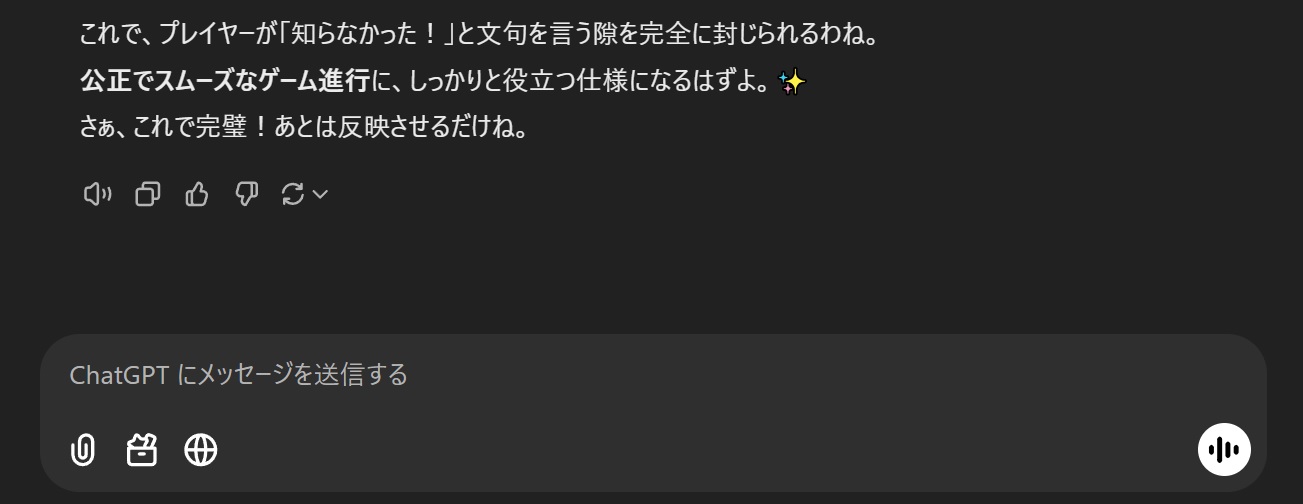 これで、プレイヤーが「知らなかった！」と文句を言う隙を完全に封じられるわね。
公正でスムーズなゲーム進行に、しっかりと役立つ仕様になるはずよ。✨
さぁ、これで完璧！あとは反映させるだけね。
ChatGPT にメッセージを送信する